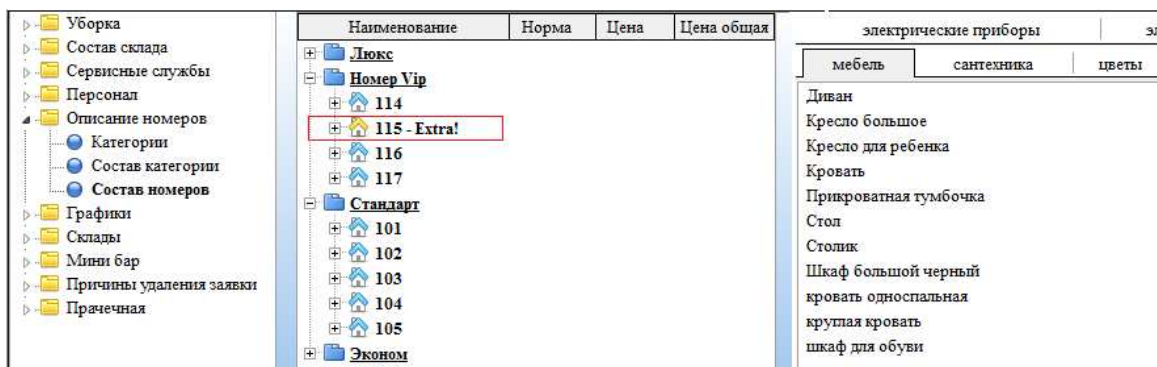 Уборка
Состав склада
Сервисные службы
Персонал
Описание номеров
Категории
Состав категории
Состав номеров
Графики
Склады
Мини бар
Причины удаления заявки
Прачечная
Наименование Норма Цена Цена общая
Люкс
Номер Vip
114
115 - Extra!
116
117
Стандарт
101
102
103
104
105
Эконом
электрические приборы
мебель сантехника цветы
Диван
Кресло большое
Кресло для ребенка
Кровать
Прикроватная тумбочка
Стол
Столик
Шкаф большой черный
кровать односпальная
круглая кровать
шкаф для обуви